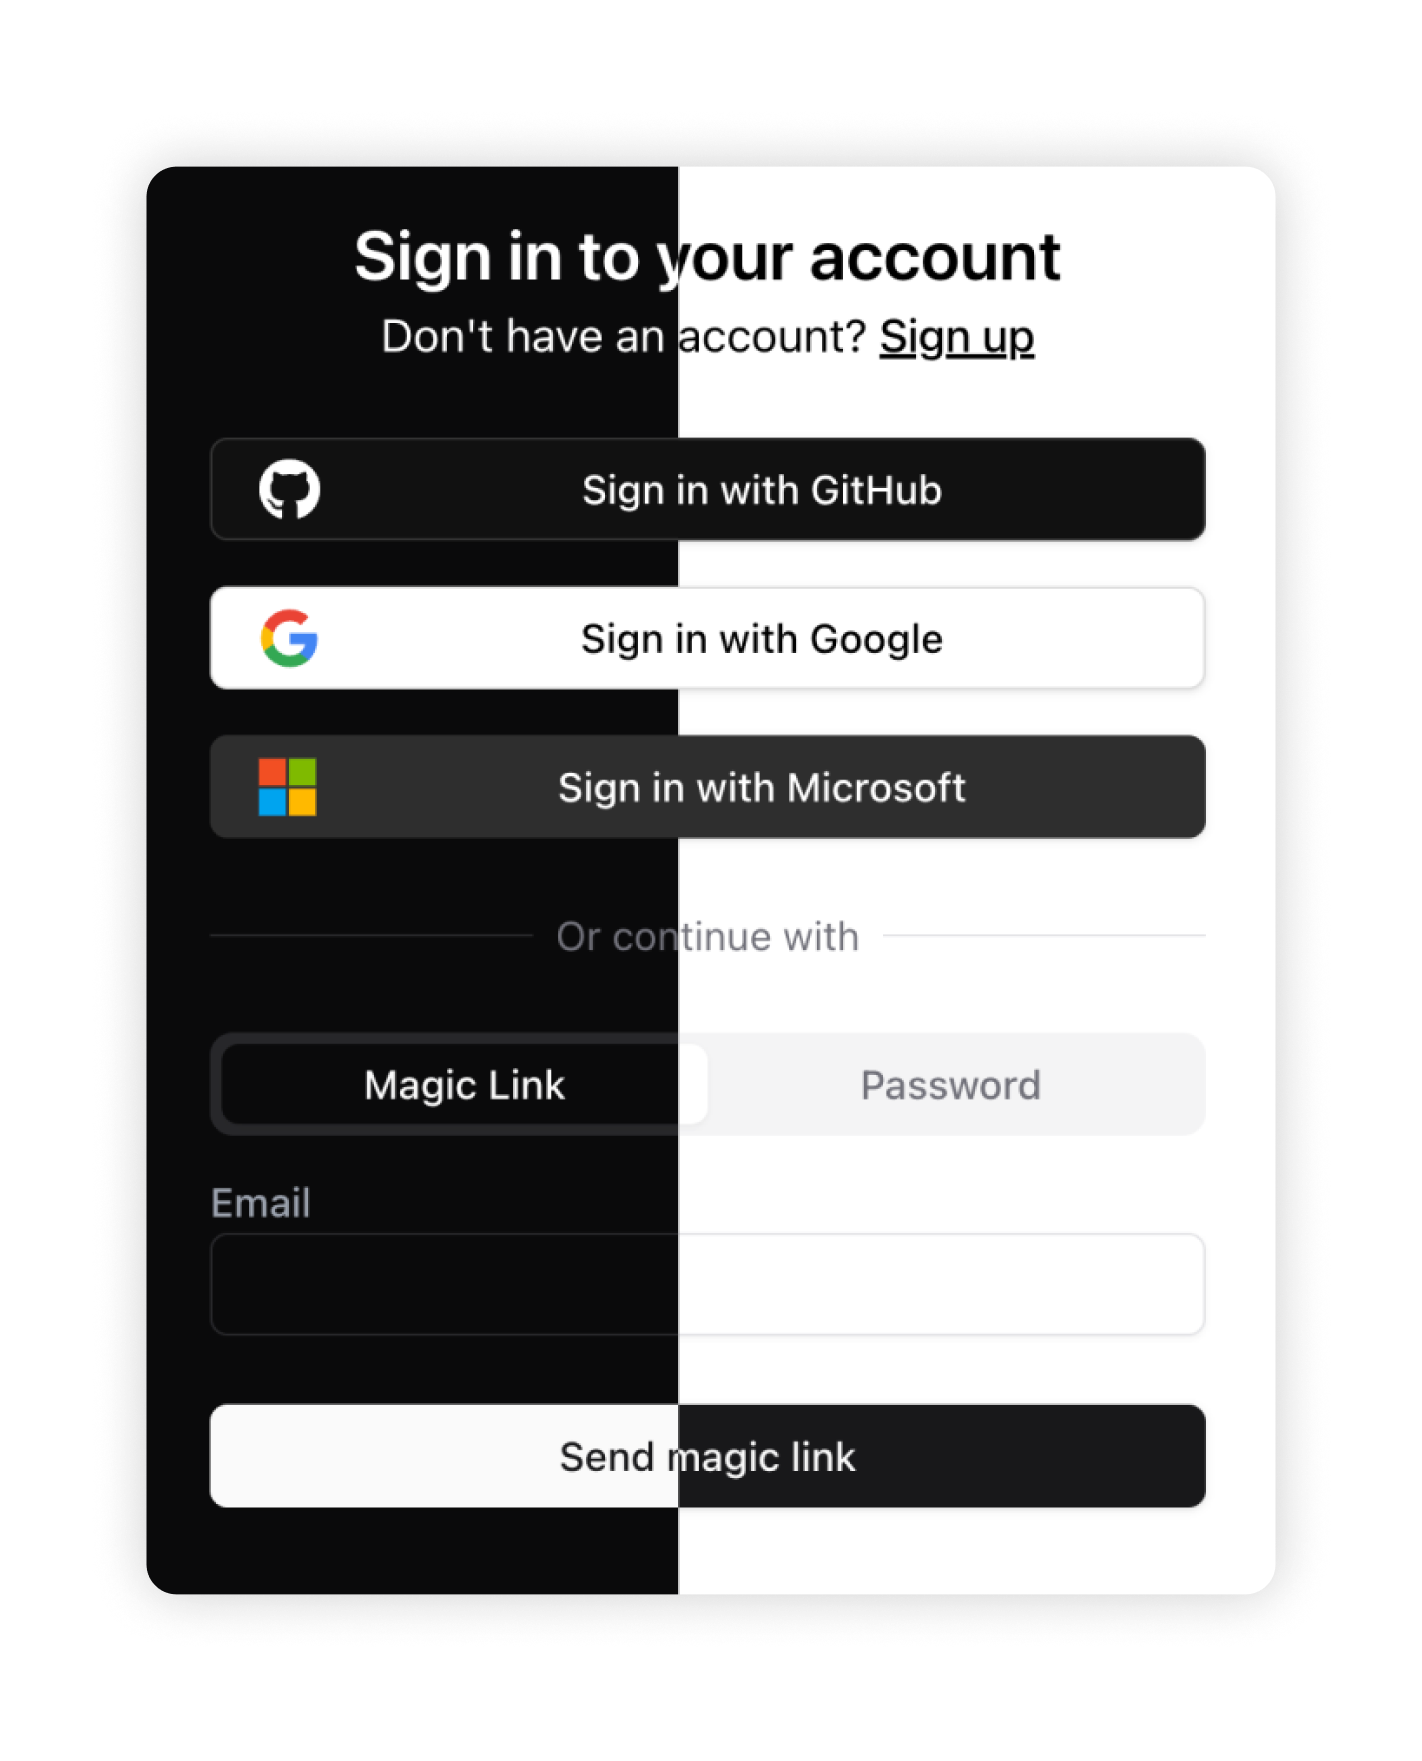 Sign in to your account
Don't have an account? Sign up
Sign in with GitHub
Sign in with Google
Sign in with Microsoft
Or continue with
Magic Link Password
Email
Send magic link